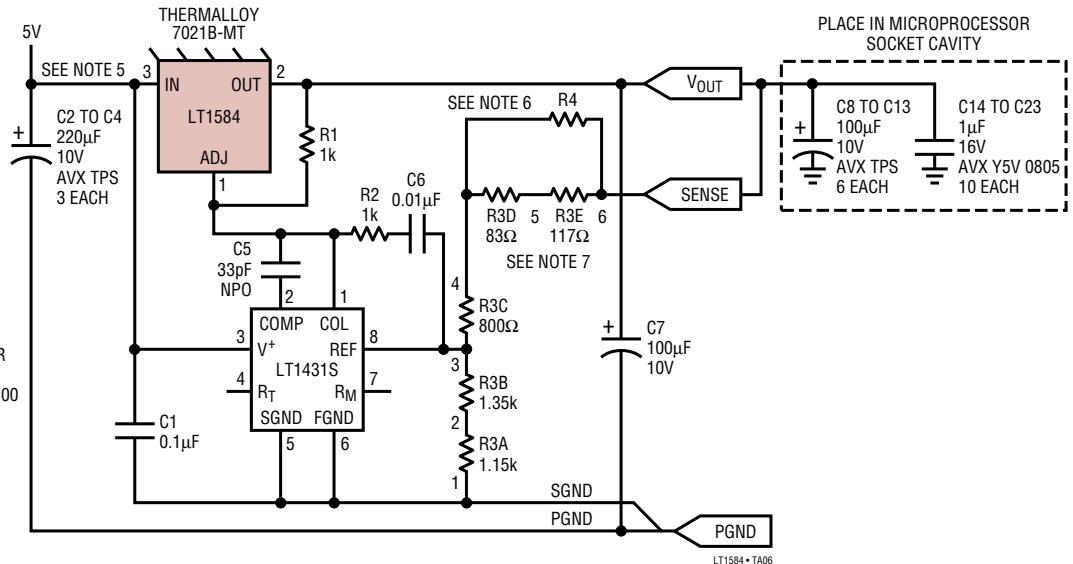 THERMALLOY
7021B-MT
5V
SEE NOTE 5
3
IN
OUT
2
LT1584
ADJ
1
+
C2 TO C4
220µF
10V
AVX TPS
3 EACH
R1
1k
V_OUT
PLACE IN MICROPROCESSOR
SOCKET CAVITY
+
C8 TO C13
100µF
10V
AVX TPS
6 EACH
C14 TO C23
1µF
16V
AVX Y5V 0805
10 EACH
SEE NOTE 6
R4
R3D
83Ω
5
R3E
117Ω
6
SENSE
SEE NOTE 7
R2
1k
C6
0.01µF
C5
33pF
NPO
2
1
4
R3C
800Ω
COMP
COL
3
V+
REF
8
LT1431S
4
R_T
R_M
7
SGND
FGND
5
6
3
R3B
1.35k
2
R3A
1.15k
1
+
C7
100µF
10V
R
00
C1
0.1µF
SGND
PGND
PGND
LT1584 • TA06